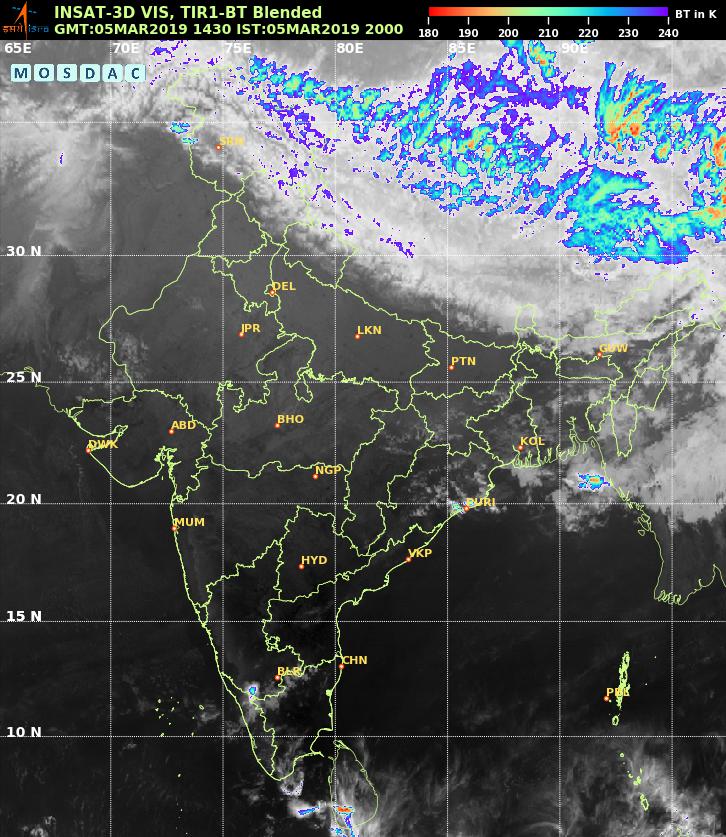 INSAT-3D VIS, TIR1-BT Blended
GMT:05MAR2019 1430 IST:05MAR2019 2000
BT in K
180 190 200 210 220 230 240
65E 70E 75E 80E 85E 90E
M O S D A C
SRN
30 N
DEL
JPR LKN
GUW
PTN
25 N
ABD BHO
DWK KOL
NGP
20 N PURI
MUM
VKP
HYD
15 N
CHN
BLR
PBL
10 N